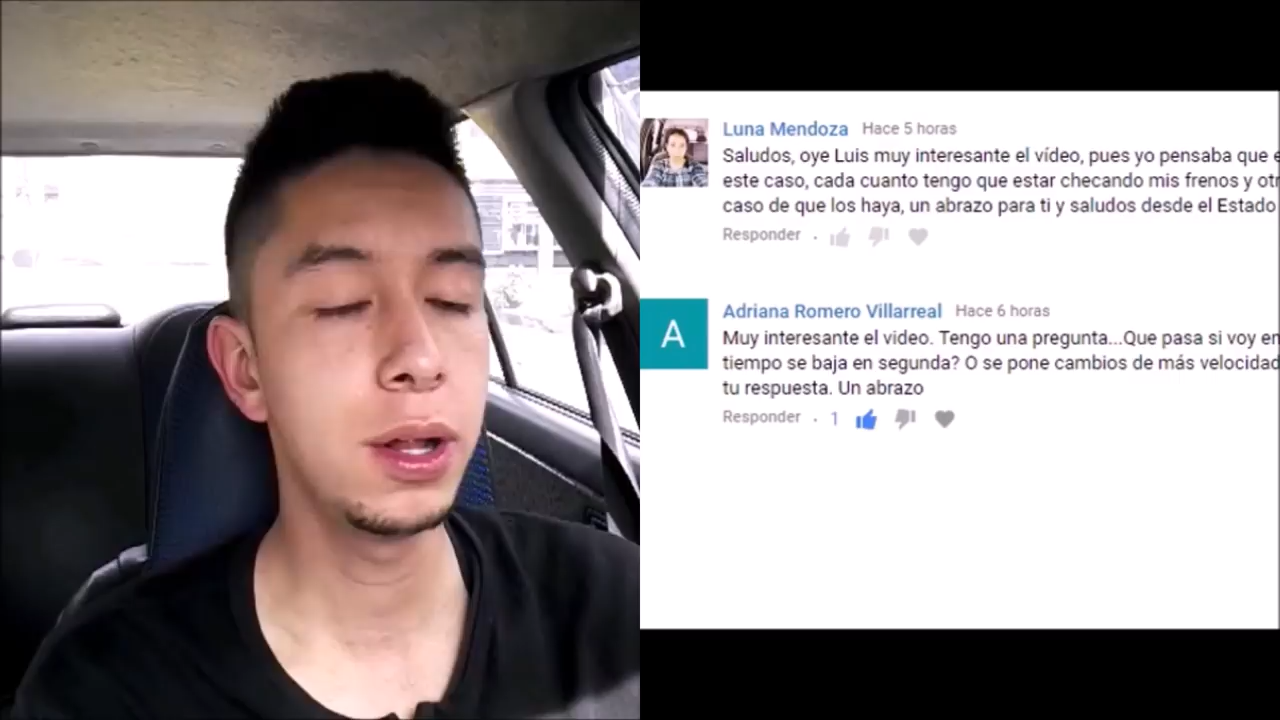 Luna Mendoza Hace 5 horas
Saludos, oye Luis muy interesante el vídeo, pues yo pensaba que e
este caso, cada cuanto tengo que estar checando mis frenos y otr
caso de que los haya, un abrazo para ti y saludos desde el Estado
Responder ·
A
Adriana Romero Villarreal Hace 6 horas
Muy interesante el video. Tengo una pregunta...Que pasa si voy en
tiempo se baja en segunda? O se pone cambios de más velocidad
tu respuesta. Un abrazo
Responder · 1